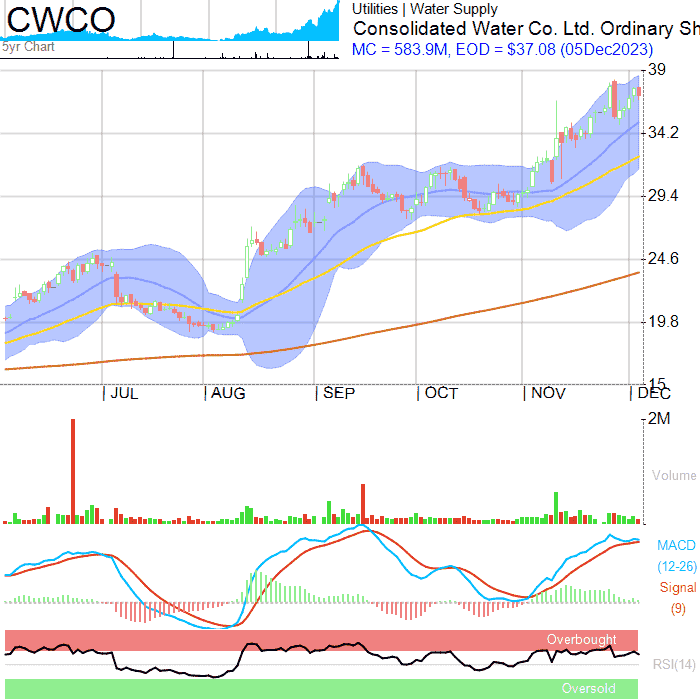 CWCO
5yr Chart
Utilities | Water Supply
Consolidated Water Co. Ltd. Ordinary Sh
MC = 583.9M, EOD = $37.08 (05Dec2023)
39
34.2
29.4
24.6
19.8
15
JUL AUG SEP OCT NOV DEC
2M
Volume
MACD
(12-26)
Signal
(9)
Overbought
RSI(14)
Oversold